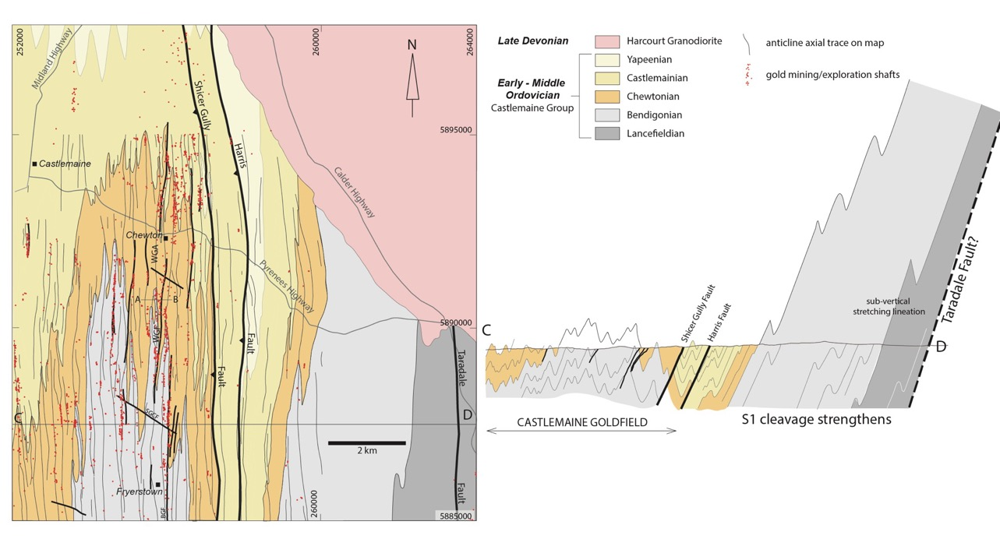 252000
260000
264000
Midland Highway
N
Shicer Gully
5895000
Harris
Castlemaine
Calder Highway
Chewton
WGA
Pyrenees Highway
A
B
5890000
WGF
Fault
Fault
Taradale
SGCF
C
D
2 km
Fryerstown
BGF
260000
Fault
5885000
Late Devonian
Harcourt Granodiorite
Yapeenian
Early - Middle
Ordovician
Castlemaine Group
Castlemainian
Chewtonian
Bendigonian
Lancefieldian
anticline axial trace on map
gold mining/exploration shafts
C
Shicer Gully Fault
Harris Fault
sub-vertical
stretching lineation
Taradale Fault?
D
CASTLEMAINE GOLDFIELD
S1 cleavage strengthens